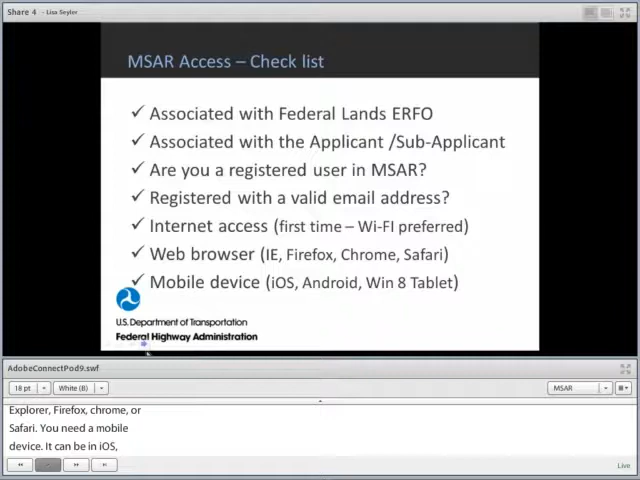 Share 4 - Lisa Seyler
MSAR Access – Check list
✓ Associated with Federal Lands ERFO
✓ Associated with the Applicant /Sub-Applicant
✓ Are you a registered user in MSAR?
✓ Registered with a valid email address?
✓ Internet access (first time – Wi-FI preferred)
✓ Web browser (IE, Firefox, Chrome, Safari)
✓ Mobile device (iOS, Android, Win 8 Tablet)
U.S. Department of Transportation
Federal Highway Administration
AdobeConnectPod9.swf
18 pt White (B) MSAR
Explorer, Firefox, chrome, or
Safari. You need a mobile
device. It can be in iOS,
Live